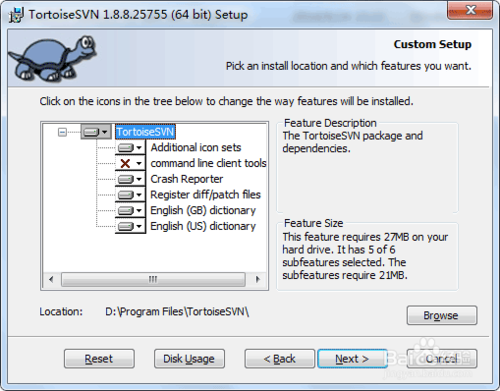 TortoiseSVN 1.8.8.25755 (64 bit) Setup
Custom Setup
Pick an install location and which features you want.
Click on the icons in the tree below to change the way features will be installed.
TortoiseSVN
Additional icon sets
command line client tools
Crash Reporter
Register diff/patch files
English (GB) dictionary
English (US) dictionary
Feature Description
The TortoiseSVN package and
dependencies.
Feature Size
This feature requires 27MB on your
hard drive. It has 5 of 6
subfeatures selected. The
subfeatures require 21MB.
Location: D:\Program Files\TortoiseSVN\
Browse
Reset Disk Usage < Back Next > Cancel